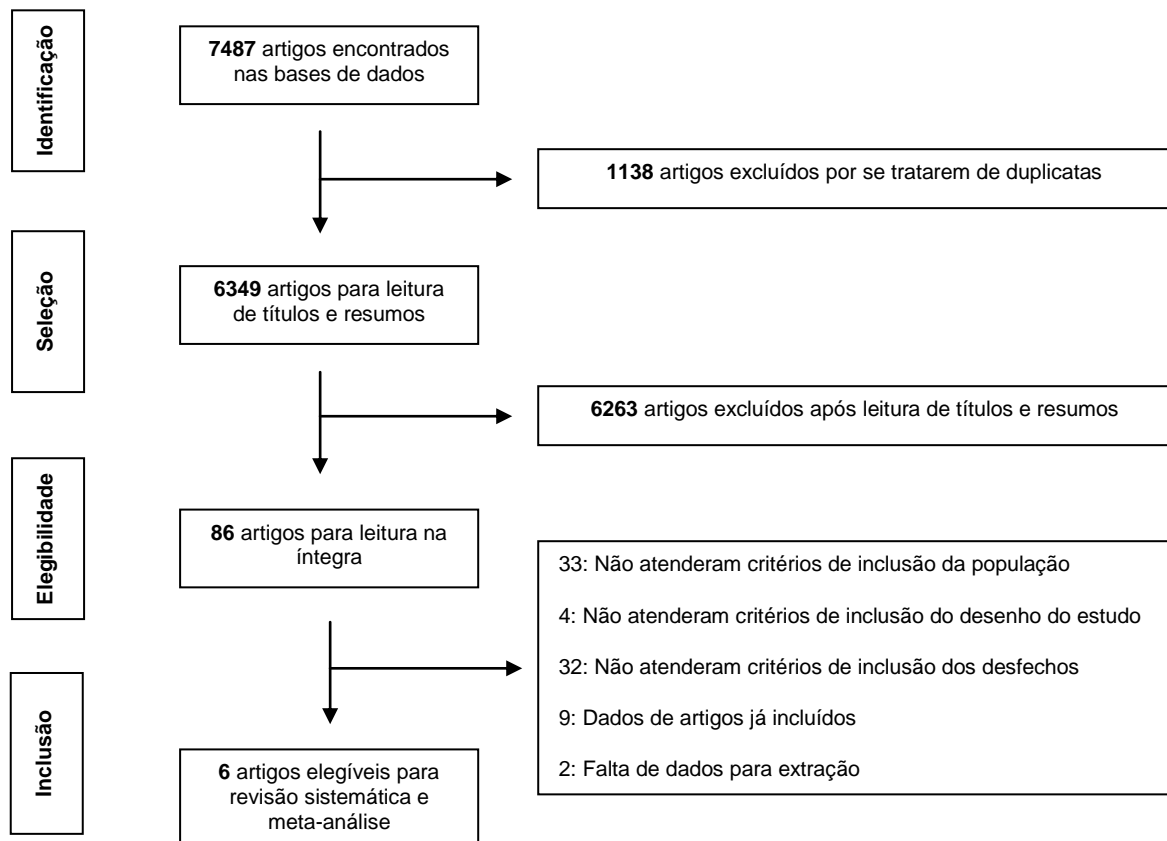 Identificação
7487 artigos encontrados
nas bases de dados
1138 artigos excluídos por se tratarem de duplicatas
Seleção
6349 artigos para leitura
de títulos e resumos
6263 artigos excluídos após leitura de títulos e resumos
Elegibilidade
86 artigos para leitura na
íntegra
33: Não atenderam critérios de inclusão da população
4: Não atenderam critérios de inclusão do desenho do estudo
32: Não atenderam critérios de inclusão dos desfechos
9: Dados de artigos já incluídos
2: Falta de dados para extração
Inclusão
6 artigos elegíveis para
revisão sistemática e
meta-análise